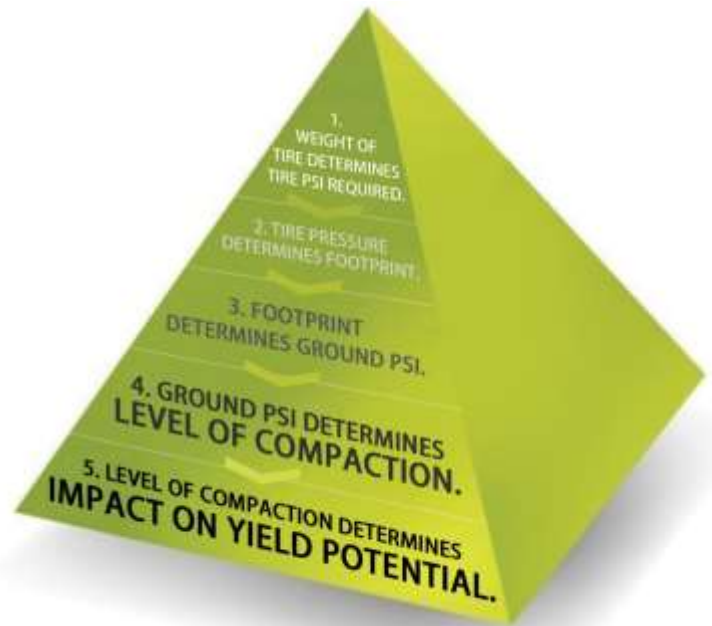 1.
WEIGHT OF
TIRE DETERMINES
TIRE PSI REQUIRED.
2. TIRE PRESSURE
DETERMINES FOOTPRINT.
3. FOOTPRINT
DETERMINES GROUND PSI.
4. GROUND PSI DETERMINES
LEVEL OF COMPACTION.
5. LEVEL OF COMPACTION DETERMINES
IMPACT ON YIELD POTENTIAL.